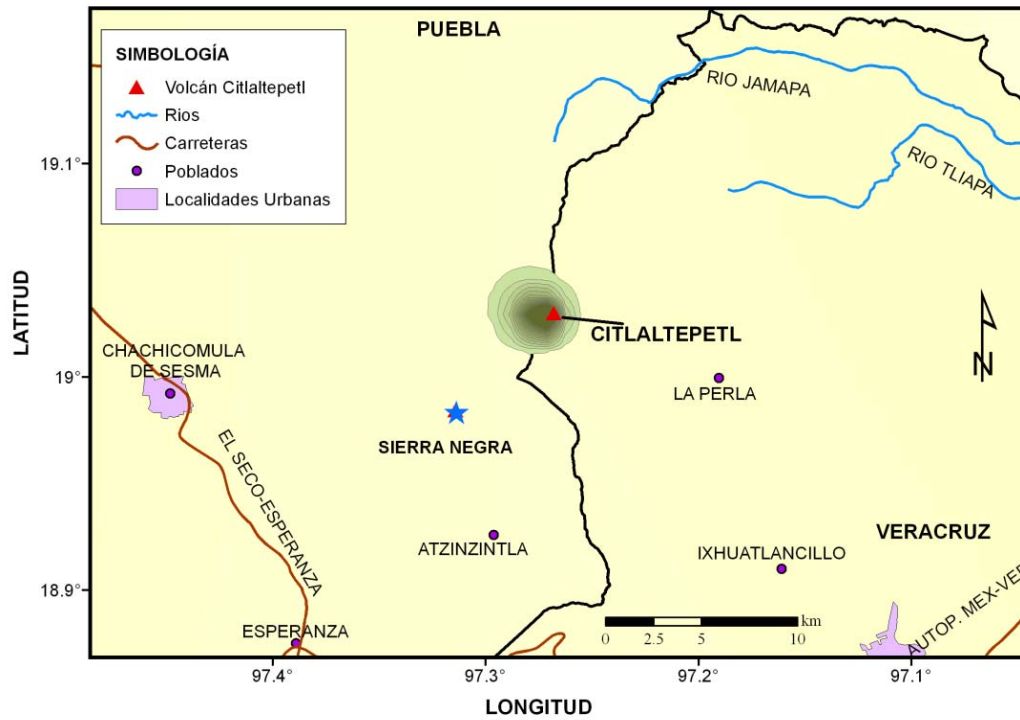 PUEBLA
SIMBOLOGÍA
Volcán Citlaltepetl
Rios
Carreteras
Poblados
Localidades Urbanas
RIO JAMAPA
RIO TLIAPA
19.1°
19°
18.9°
LATITUD
CITLALTEPETL
CHACHICOMULA
DE SESMA
LA PERLA
N
SIERRA NEGRA
EL SECO-ESPERANZA
ATZINZINTLA
VERACRUZ
IXHUATLANCILLO
AUTOP. MEX-VER
ESPERANZA
km
0 2.5 5 10
97.4° 97.3° 97.2° 97.1°
LONGITUD